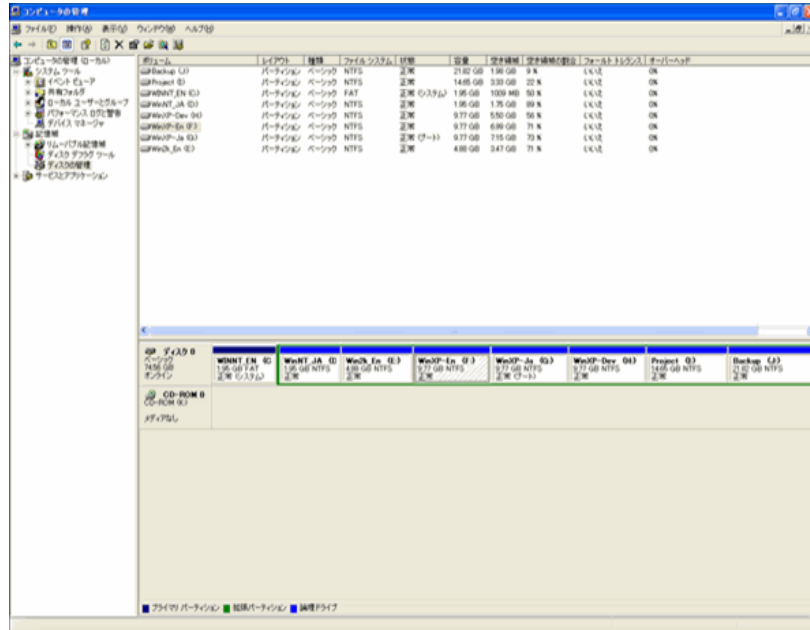 コンピュータの管理
ファイル(F) 操作(A) 表示(V) ウィンドウ(W) ヘルプ(H)
コンピュータの管理 (ローカル)
システム ツール
イベント ビューア
共有フォルダ
ローカル ユーザーとグループ
パフォーマンス ログと警告
デバイス マネージャ
記憶域
リムーバブル記憶域
ディスク デフラグ ツール
ディスクの管理
サービスとアプリケーション
ボリューム レイアウト 種類 ファイル システム 状態 容量 空き領域 空き領域の割合 フォールト トレランス オーバーヘッド
Backup (J:) パーティション ベーシック NTFS 正常 21.82 GB 1.98 GB 9 % いいえ 0%
Project (I:) パーティション ベーシック NTFS 正常 14.65 GB 3.33 GB 22 % いいえ 0%
WINNT_EN (C:) パーティション ベーシック FAT 正常 (システム) 1.95 GB 1009 MB 50 % いいえ 0%
WinNT_JA (D:) パーティション ベーシック NTFS 正常 1.95 GB 1.75 GB 89 % いいえ 0%
WinXP-Dev (H:) パーティション ベーシック NTFS 正常 9.77 GB 5.50 GB 56 % いいえ 0%
WinXP-En (F:) パーティション ベーシック NTFS 正常 9.77 GB 6.99 GB 71 % いいえ 0%
WinXP-Ja (G:) パーティション ベーシック NTFS 正常 (ブート) 9.77 GB 7.15 GB 73 % いいえ 0%
Win2k_En (E:) パーティション ベーシック NTFS 正常 4.88 GB 3.47 GB 71 % いいえ 0%
ディスク 0
ベーシック
74.56 GB
オンライン
WINNT_EN (C
1.95 GB FAT
正常 (システム)
WinNT_JA (D
1.95 GB NTFS
正常
Win2k_En (E:)
4.88 GB NTFS
正常
WinXP-En (F:)
9.77 GB NTFS
正常
WinXP-Ja (G:)
9.77 GB NTFS
正常 (ブート)
WinXP-Dev (H:)
9.77 GB NTFS
正常
Project (I:)
14.65 GB NTFS
正常
Backup (J:)
21.82 GB NTFS
正常
CD-ROM 0
CD-ROM (K:)
メディアなし
プライマリ パーティション 拡張パーティション 論理ドライブ